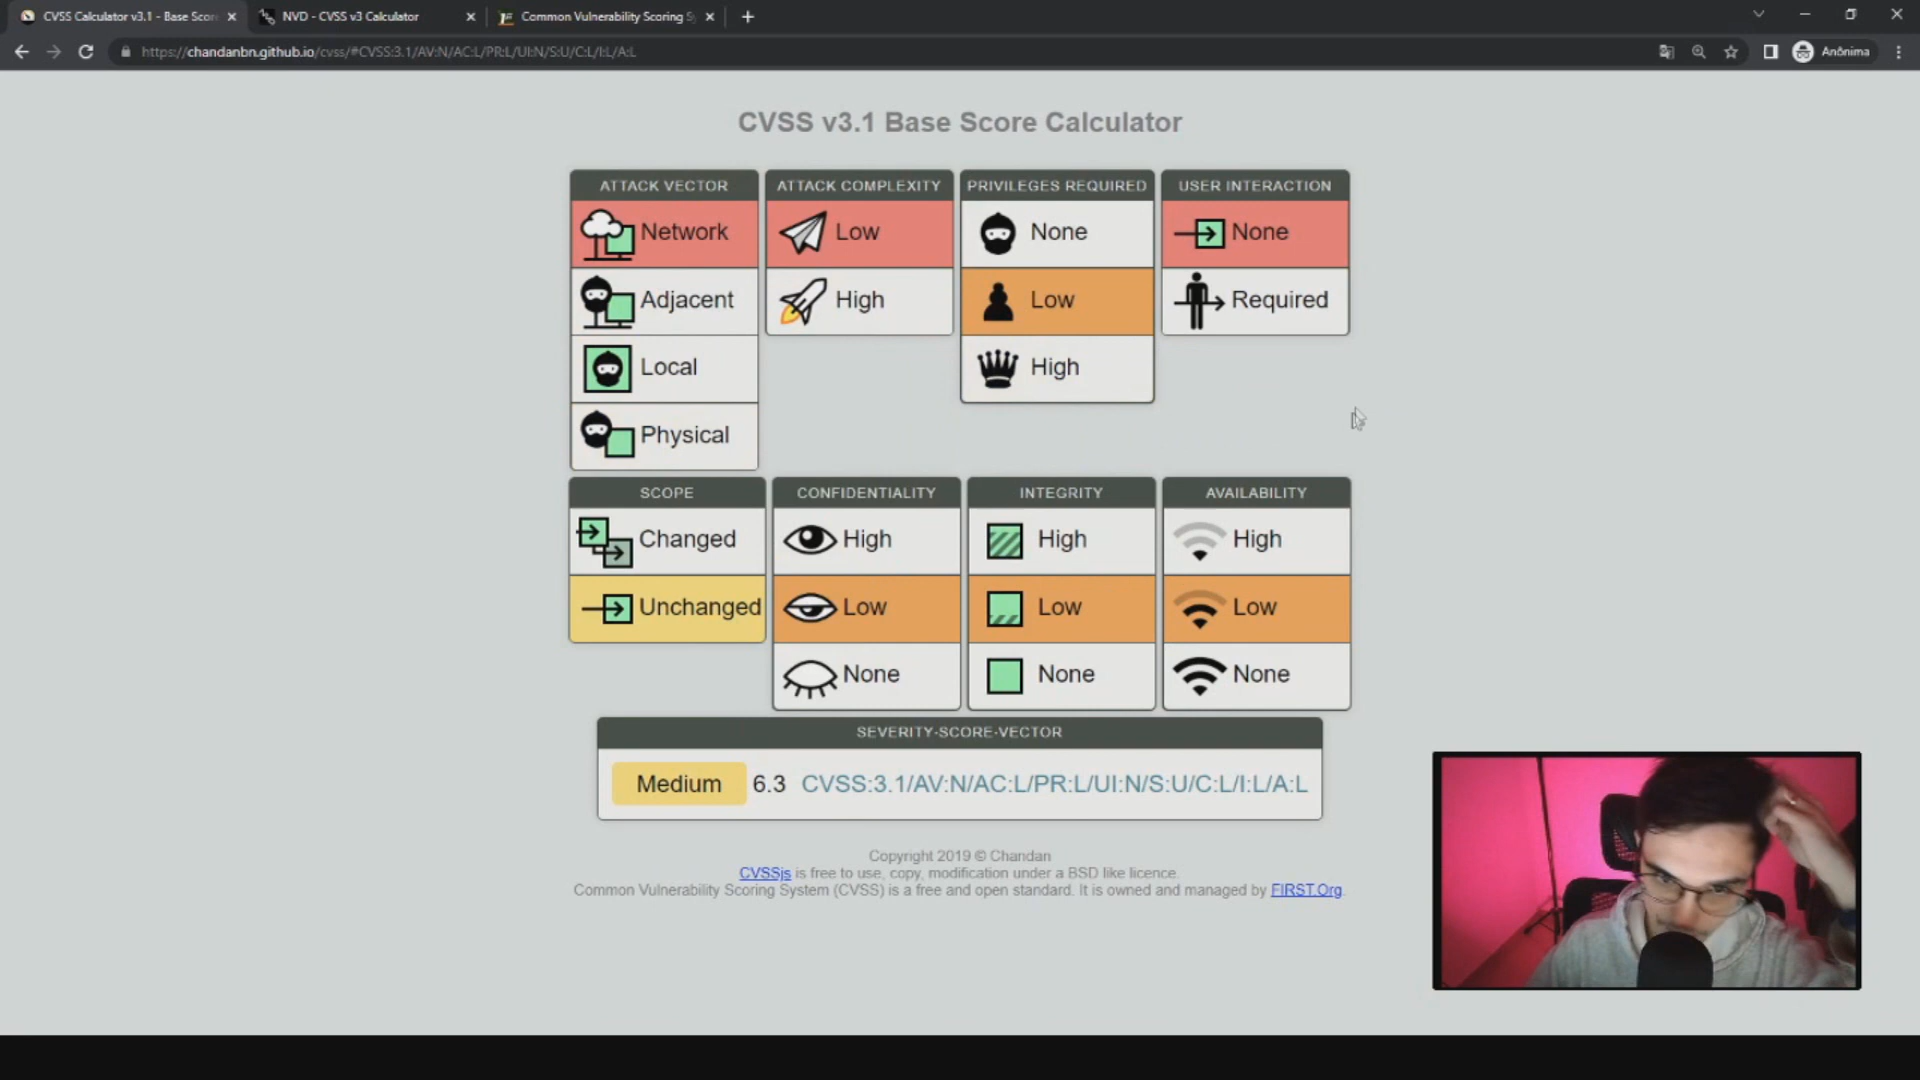 CVSS Calculator v3.1 - Base Scor
NVD - CVSS v3 Calculator
Common Vulnerability Scoring S
https://chandanbn.github.io/cvss/#CVSS:3.1/AV:N/AC:L/PR:L/UI:N/S:U/C:L/I:L/A:L
Anônima
CVSS v3.1 Base Score Calculator
ATTACK VECTOR
Network
Adjacent
Local
Physical
ATTACK COMPLEXITY
Low
High
PRIVILEGES REQUIRED
None
Low
High
USER INTERACTION
None
Required
SCOPE
Changed
Unchanged
CONFIDENTIALITY
High
Low
None
INTEGRITY
High
Low
None
AVAILABILITY
High
Low
None
SEVERITY·SCORE·VECTOR
Medium 6.3 CVSS:3.1/AV:N/AC:L/PR:L/UI:N/S:U/C:L/I:L/A:L
Copyright 2019 © Chandan
CVSSjs is free to use, copy, modification under a BSD like licence.
Common Vulnerability Scoring System (CVSS) is a free and open standard. It is owned and managed by FIRST.Org.